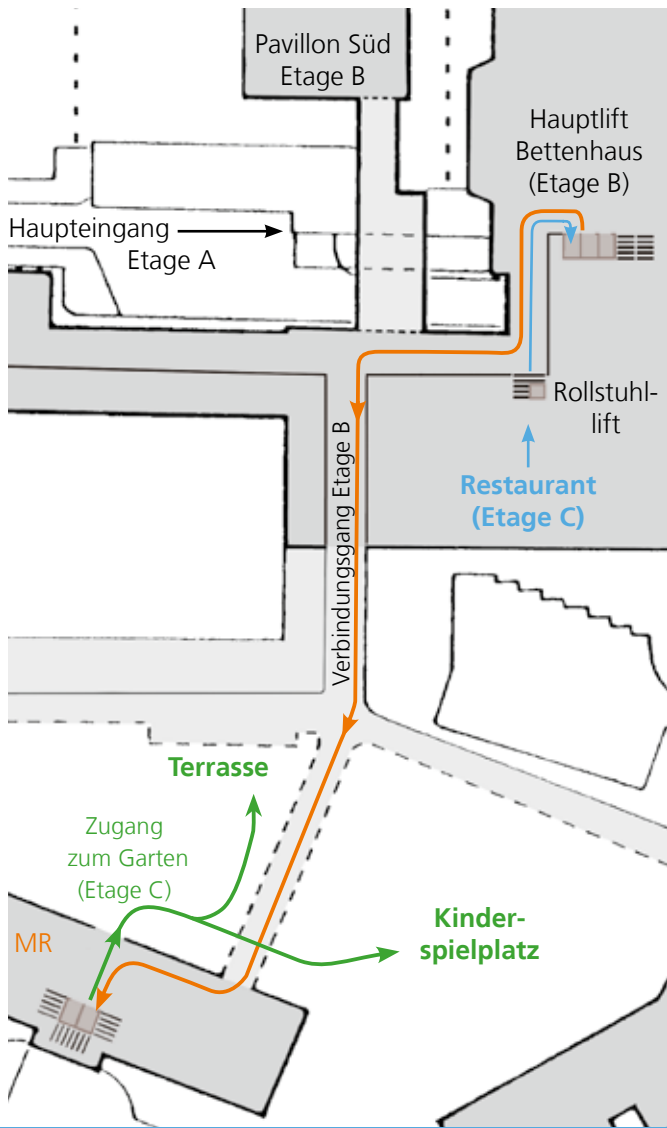 Pavillon Süd
Etage B
Hauptlift
Bettenhaus
(Etage B)
Haupteingang
Etage A
Rollstuhl-
lift
Restaurant
(Etage C)
Verbindungsgang Etage B
Terrasse
Zugang
zum Garten
(Etage C)
Kinder-
spielplatz
MR